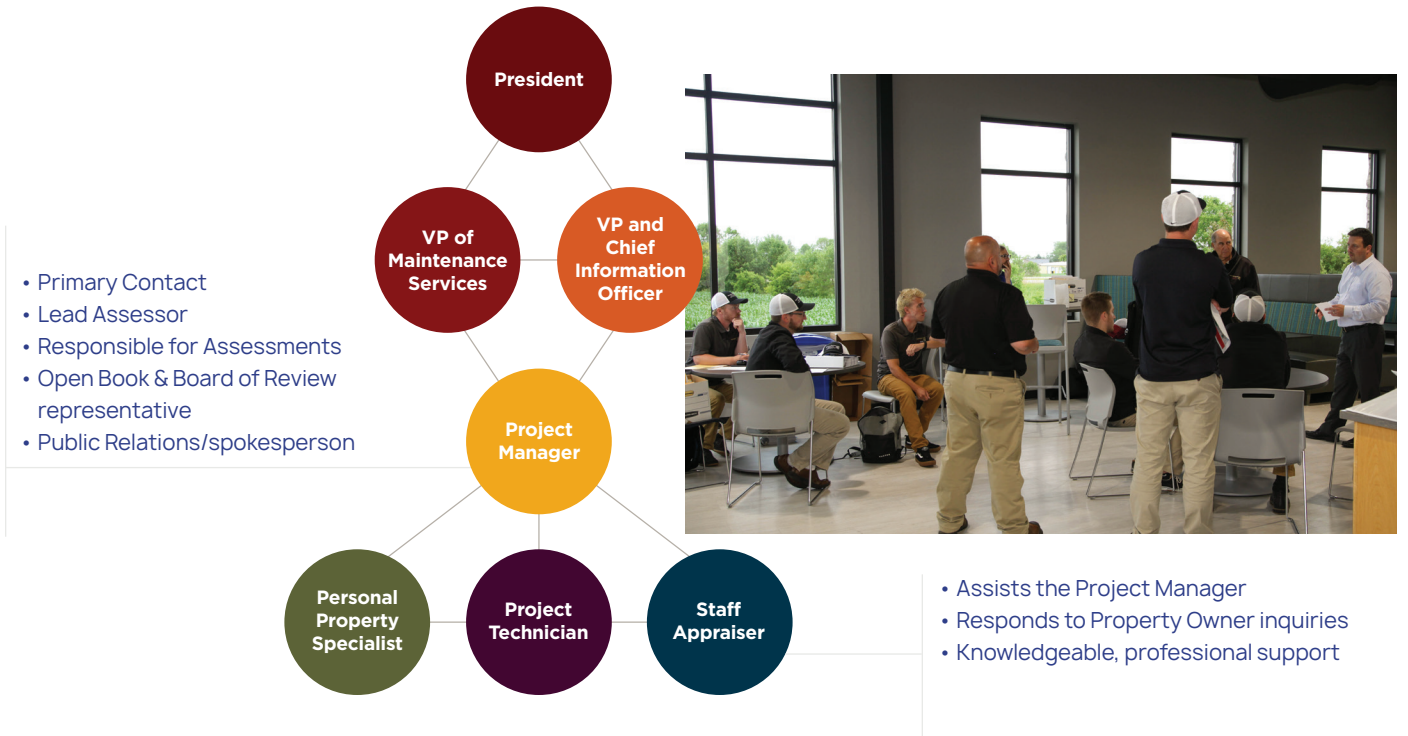 President
VP of
Maintenance
Services
VP and
Chief
Information
Officer
• Primary Contact
• Lead Assessor
• Responsible for Assessments
• Open Book & Board of Review
representative
• Public Relations/spokesperson
Project
Manager
Personal
Property
Specialist
Project
Technician
Staff
Appraiser
• Assists the Project Manager
• Responds to Property Owner inquiries
• Knowledgeable, professional support